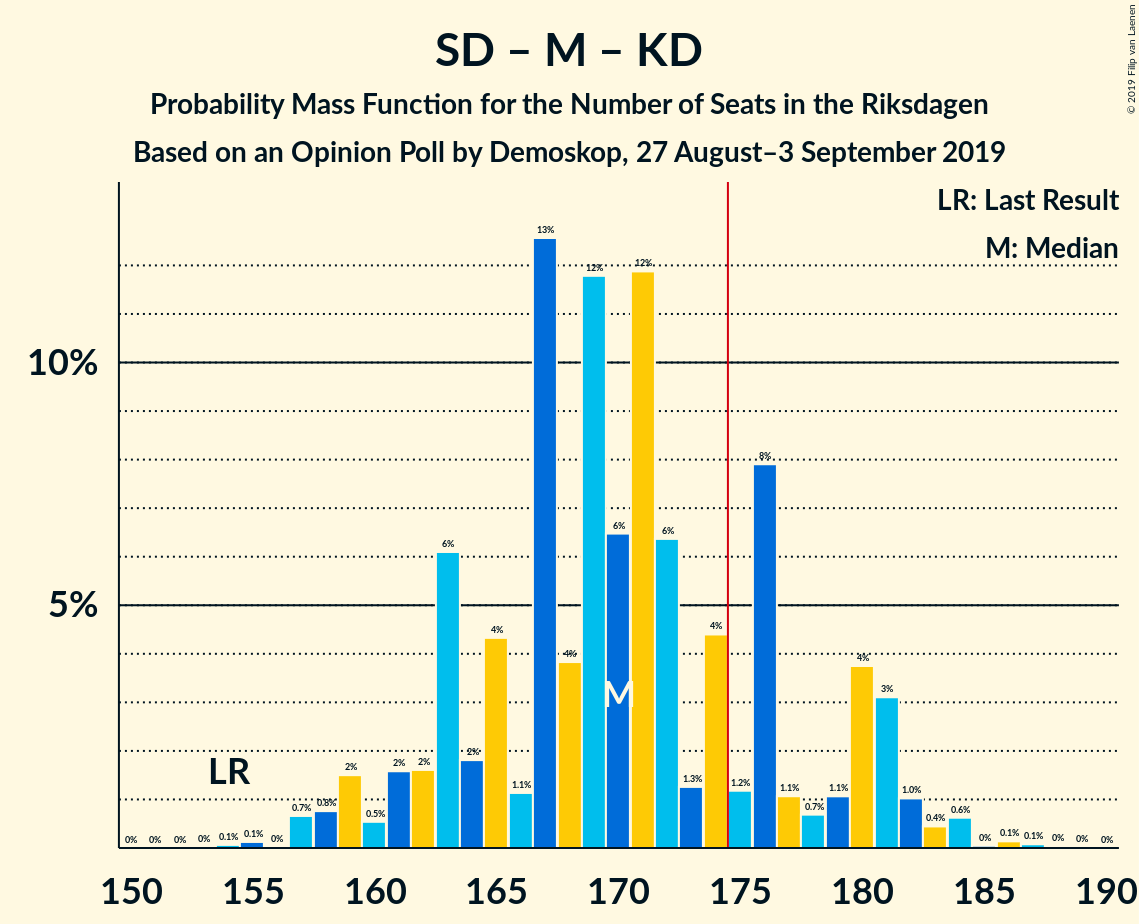 SD – M – KD
Probability Mass Function for the Number of Seats in the Riksdagen
Based on an Opinion Poll by Demoskop, 27 August–3 September 2019
© 2019 Filip van Laenen
LR: Last Result
M: Median
10%
5%
0% 0% 0% 0% 0.1% 0.1% 0% 0.7% 0.8% 2% 0.5% 2% 2% 6% 2% 4% 1.1% 13% 4% 12% 6% 12% 6% 1.3% 4% 1.2% 8% 1.1% 0.7% 1.1% 4% 3% 1.0% 0.4% 0.6% 0% 0.1% 0.1% 0% 0% 0%
M
LR
150 155 160 165 170 175 180 185 190